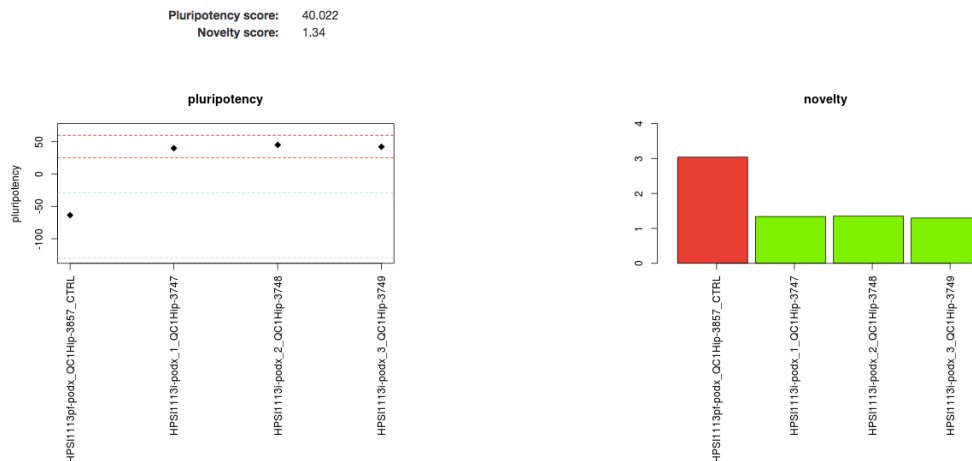 Pluripotency score: 40.022
Novelty score: 1.34
pluripotency
pluripotency
50
0
-50
-100
HPSI1113pf-podx_QC1Hip-3857_CTRL
HPSI1113i-podx_1_QC1Hip-3747
HPSI1113i-podx_2_QC1Hip-3748
HPSI1113i-podx_3_QC1Hip-3749
novelty
4
3
2
1
0
HPSI1113pf-podx_QC1Hip-3857_CTRL
HPSI1113i-podx_1_QC1Hip-3747
HPSI1113i-podx_2_QC1Hip-3748
HPSI1113i-podx_3_QC1Hip-3749